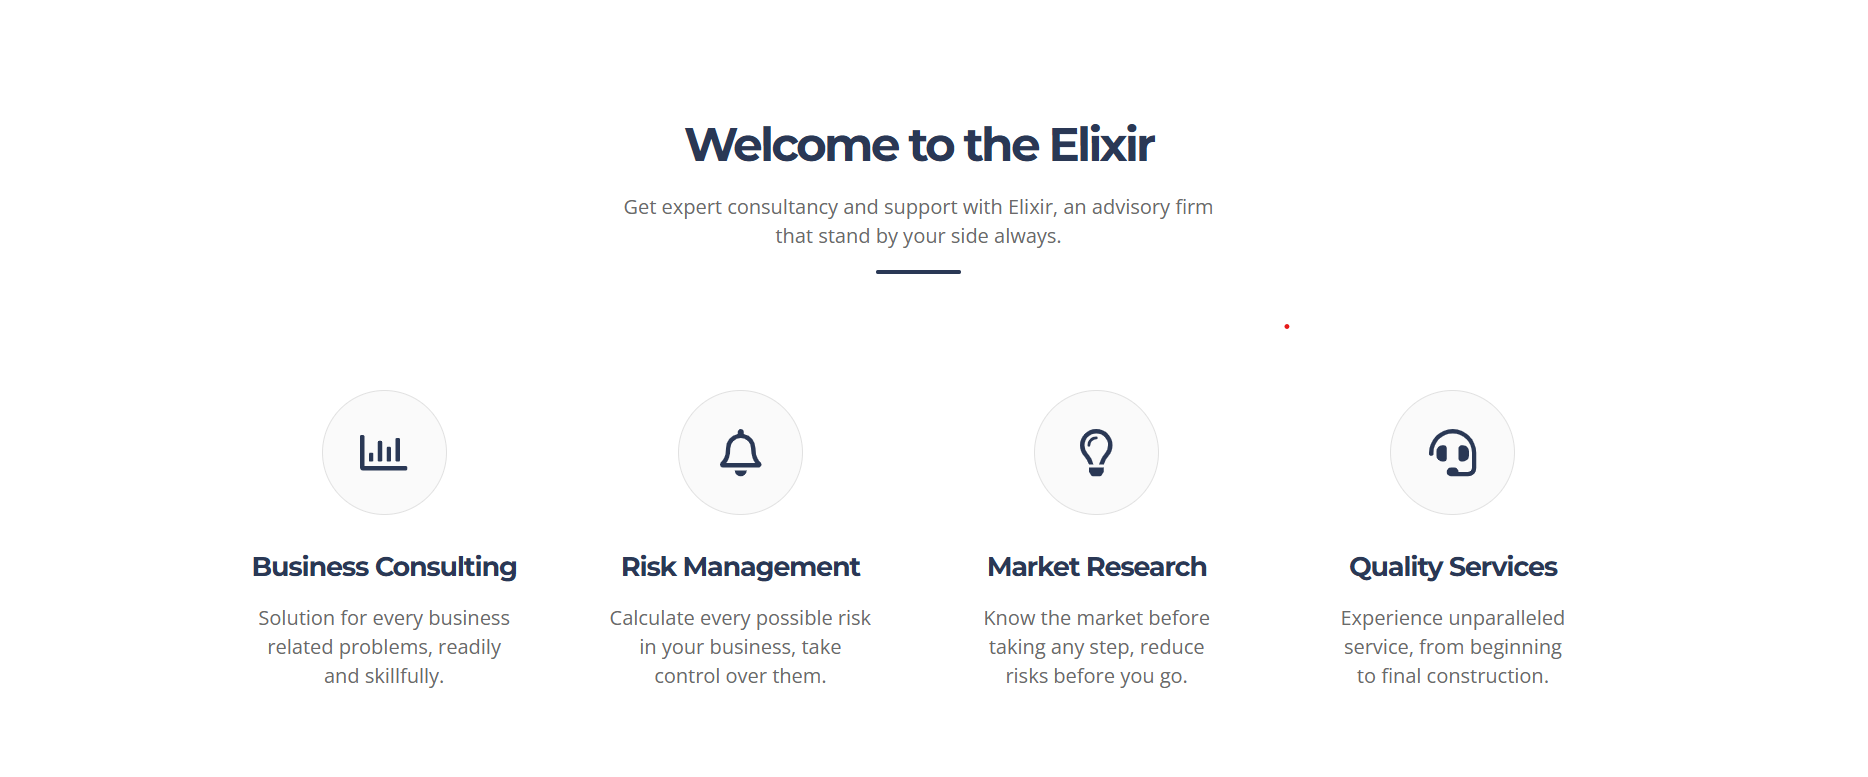 Welcome to the Elixir
Get expert consultancy and support with Elixir, an advisory firm
that stand by your side always.
Business Consulting
Solution for every business
related problems, readily
and skillfully.
Risk Management
Calculate every possible risk
in your business, take
control over them.
Market Research
Know the market before
taking any step, reduce
risks before you go.
Quality Services
Experience unparalleled
service, from beginning
to final construction.